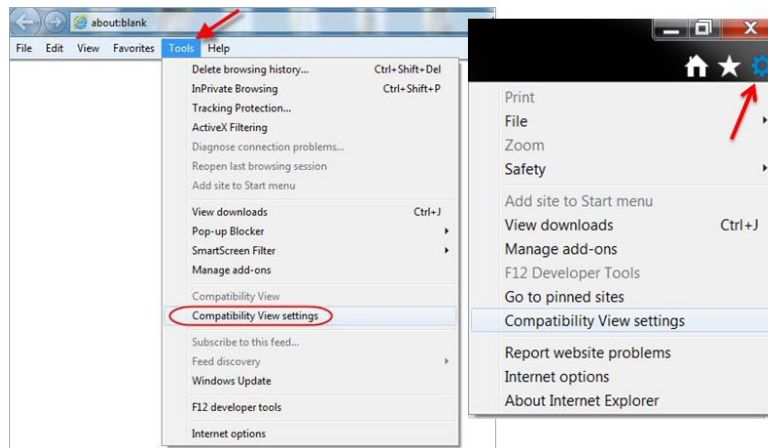 about:blank
File Edit View Favorites Tools Help
Delete browsing history... Ctrl+Shift+Del
InPrivate Browsing Ctrl+Shift+P
Tracking Protection...
ActiveX Filtering
Diagnose connection problems...
Reopen last browsing session
Add site to Start menu
View downloads Ctrl+J
Pop-up Blocker
SmartScreen Filter
Manage add-ons
Compatibility View
Compatibility View settings
Subscribe to this feed...
Feed discovery
Windows Update
F12 developer tools
Internet options
Print
File
Zoom
Safety
Add site to Start menu
View downloads Ctrl+J
Manage add-ons
F12 Developer Tools
Go to pinned sites
Compatibility View settings
Report website problems
Internet options
About Internet Explorer